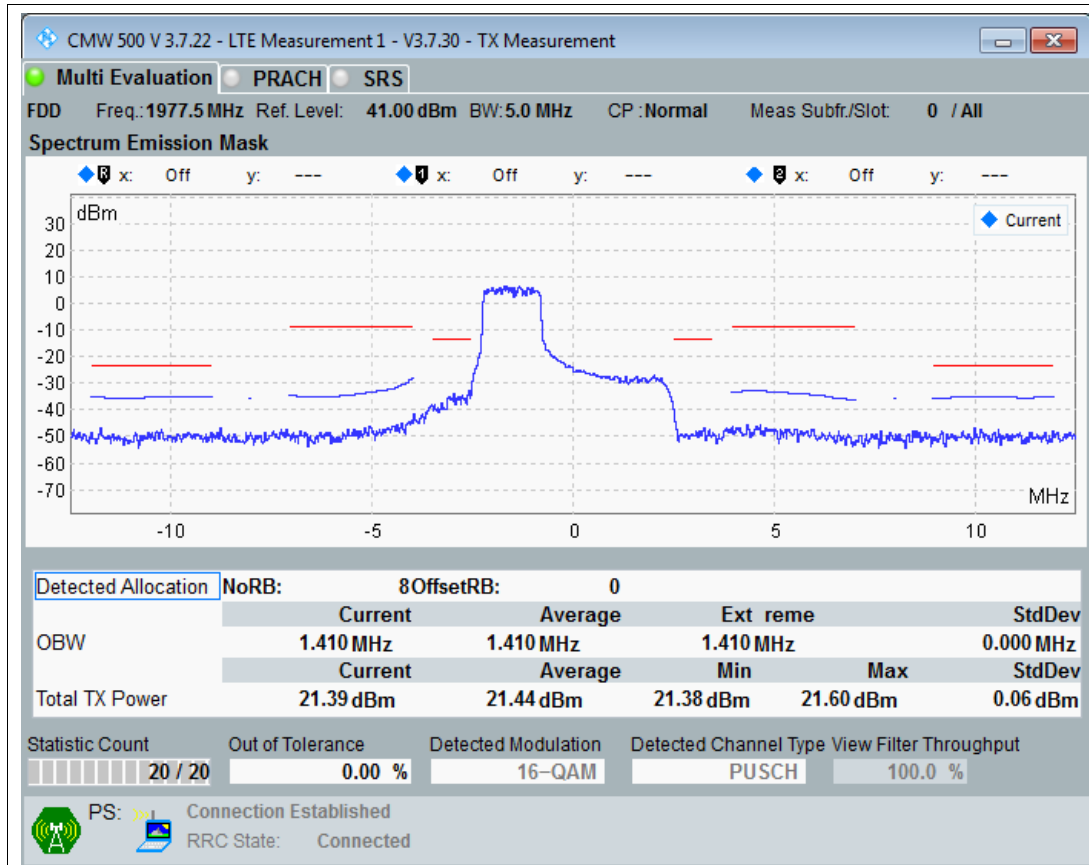 CMW 500 V 3.7.22 - LTE Measurement 1 - V3.7.30 - TX Measurement
Multi Evaluation PRACH SRS
FDD Freq.: 1977.5 MHz Ref. Level: 41.00 dBm BW: 5.0 MHz CP : Normal Meas Subfr./Slot: 0 / All
Spectrum Emission Mask
R x: Off y: --- 1 x: Off y: --- 2 x: Off y: ---
dBm
Current
30
20
10
0
-10
-20
-30
-40
-50
-60
-70
MHz
-10 -5 0 5 10
Detected Allocation NoRB: 8 OffsetRB: 0
Current Average Ext reme StdDev
OBW 1.410 MHz 1.410 MHz 1.410 MHz 0.000 MHz
Current Average Min Max StdDev
Total TX Power 21.39 dBm 21.44 dBm 21.38 dBm 21.60 dBm 0.06 dBm
Statistic Count Out of Tolerance Detected Modulation Detected Channel Type View Filter Throughput
20 / 20 0.00 % 16-QAM PUSCH 100.0 %
PS: Connection Established
RRC State: Connected